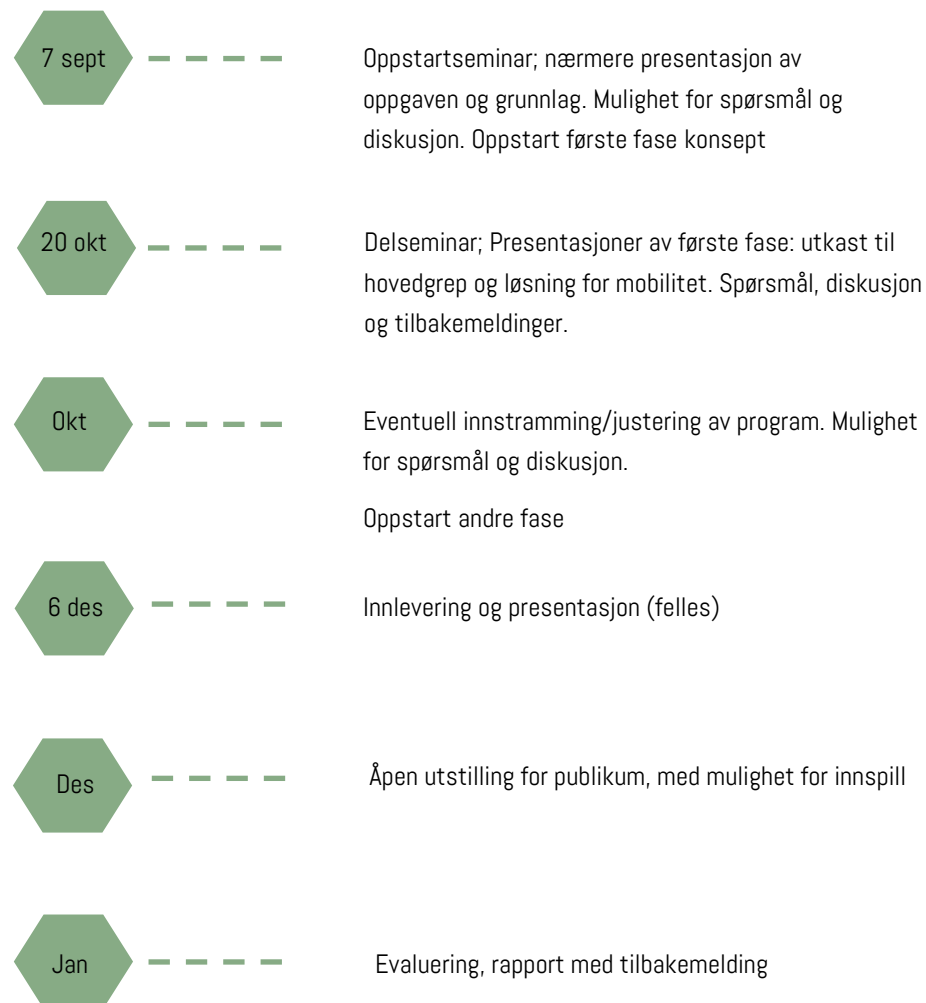 7 sept
Oppstartseminar; nærmere presentasjon av
oppgaven og grunnlag. Mulighet for spørsmål og
diskusjon. Oppstart første fase konsept
20 okt
Delseminar; Presentasjoner av første fase: utkast til
hovedgrep og løsning for mobilitet. Spørsmål, diskusjon
og tilbakemeldinger.
Okt
Eventuell innstramming/justering av program. Mulighet
for spørsmål og diskusjon.
Oppstart andre fase
6 des
Innlevering og presentasjon (felles)
Des
Åpen utstilling for publikum, med mulighet for innspill
Jan
Evaluering, rapport med tilbakemelding